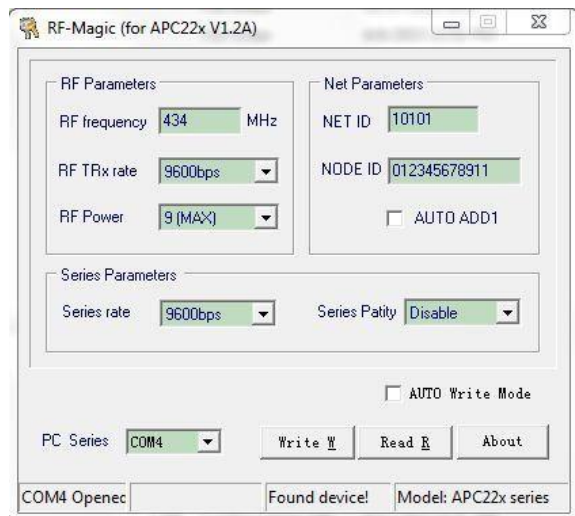 RF-Magic (for APC22x V1.2A)
RF Parameters
RF frequency 434 MHz
RF TRx rate 9600bps
RF Power 9 (MAX)
Net Parameters
NET ID 10101
NODE ID 012345678911
AUTO ADD1
Series Parameters
Series rate 9600bps
Series Patity Disable
AUTO Write Mode
PC Series COM4
Write W
Read R
About
COM4 Openec
Found device!
Model: APC22x series